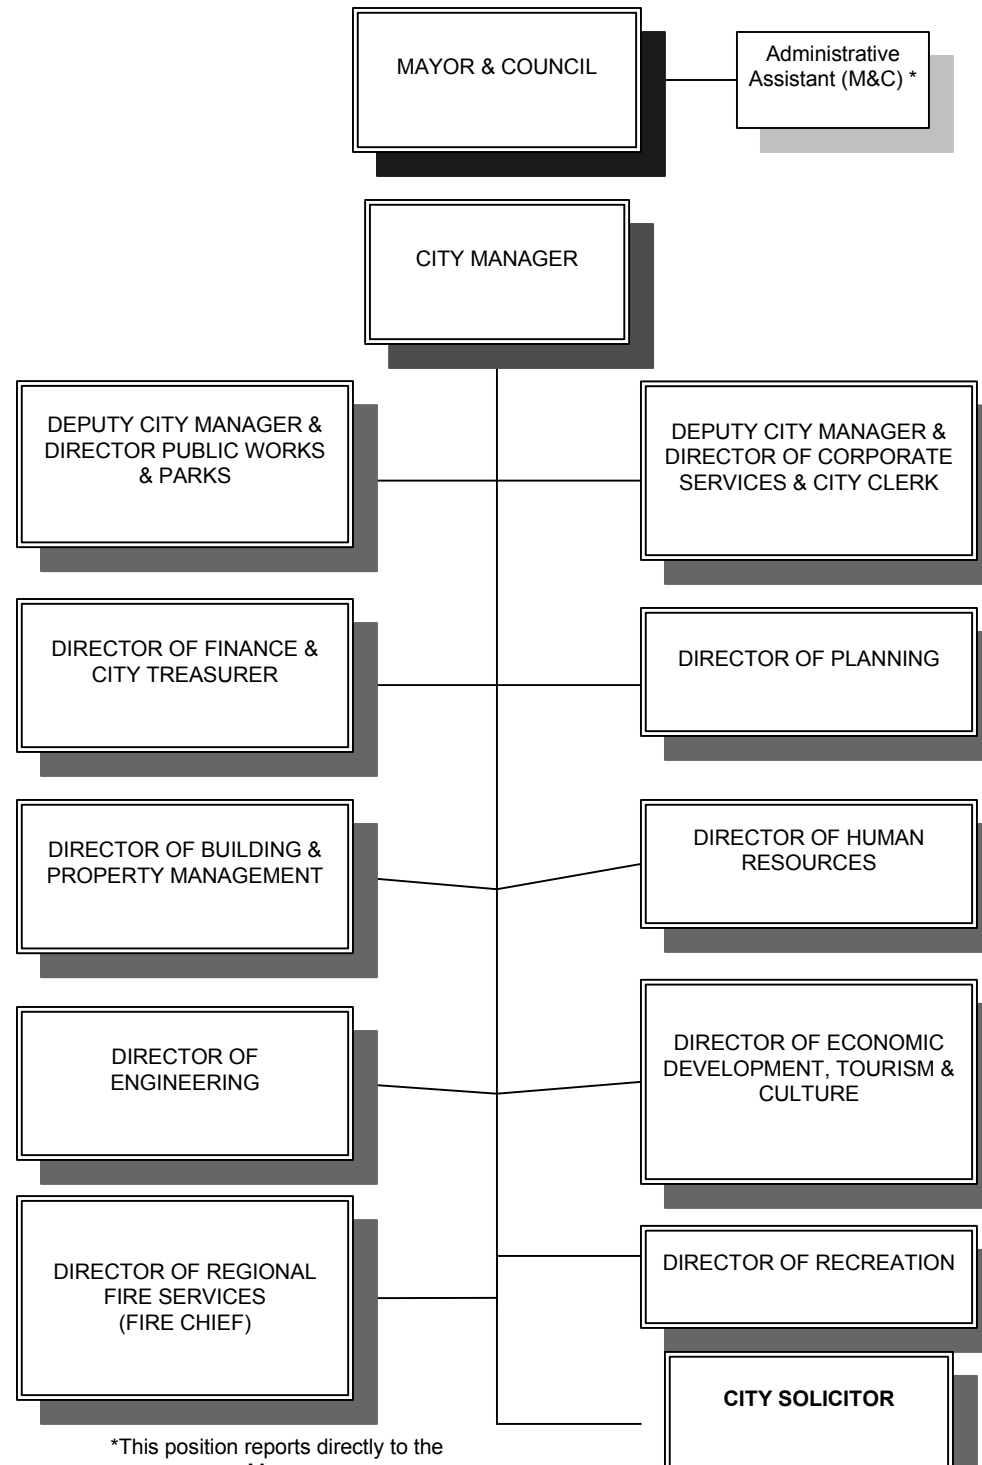 MAYOR & COUNCIL
Administrative
Assistant (M&C) *
CITY MANAGER
DEPUTY CITY MANAGER &
DIRECTOR PUBLIC WORKS
& PARKS
DEPUTY CITY MANAGER &
DIRECTOR OF CORPORATE
SERVICES & CITY CLERK
DIRECTOR OF FINANCE &
CITY TREASURER
DIRECTOR OF PLANNING
DIRECTOR OF BUILDING &
PROPERTY MANAGEMENT
DIRECTOR OF HUMAN
RESOURCES
DIRECTOR OF
ENGINEERING
DIRECTOR OF ECONOMIC
DEVELOPMENT, TOURISM &
CULTURE
DIRECTOR OF REGIONAL
FIRE SERVICES
(FIRE CHIEF)
DIRECTOR OF RECREATION
CITY SOLICITOR
*This position reports directly to the